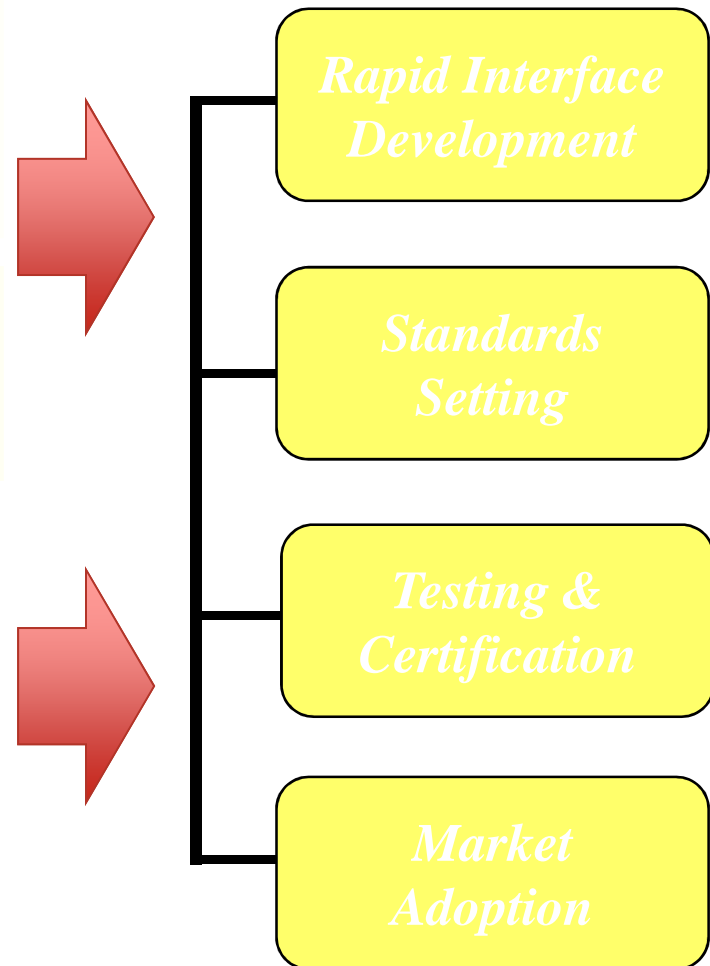 Rapid Interface
Development
Standards
Setting
Testing &
Certification
Market
Adoption